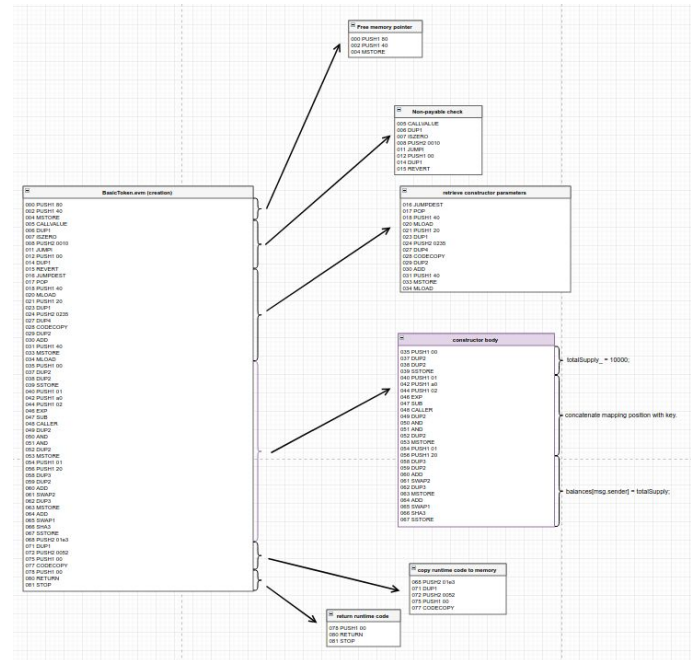 Free memory pointer
000 PUSH1 80
002 PUSH1 40
004 MSTORE
Non-payable check
005 CALLVALUE
006 DUP1
007 ISZERO
008 PUSH2 0010
011 JUMPI
012 PUSH1 00
014 DUP1
015 REVERT
BasicToken.evm (creation)
000 PUSH1 80
002 PUSH1 40
004 MSTORE
005 CALLVALUE
006 DUP1
007 ISZERO
008 PUSH2 0010
011 JUMPI
012 PUSH1 00
014 DUP1
015 REVERT
016 JUMPDEST
017 POP
018 PUSH1 40
020 MLOAD
021 PUSH1 20
023 DUP1
024 PUSH2 0235
027 DUP4
028 CODECOPY
029 DUP2
030 ADD
031 PUSH1 40
033 MSTORE
034 MLOAD
035 PUSH1 00
037 DUP2
038 DUP2
039 SSTORE
040 PUSH1 01
042 PUSH1 a0
044 PUSH1 02
046 EXP
047 SUB
048 CALLER
049 DUP2
050 AND
051 AND
052 DUP2
053 MSTORE
054 PUSH1 01
056 PUSH1 20
058 DUP3
059 DUP2
060 ADD
061 SWAP2
062 DUP3
063 MSTORE
064 ADD
065 SWAP1
066 SHA3
067 SSTORE
068 PUSH2 01e3
071 DUP1
072 PUSH2 0052
075 PUSH1 00
077 CODECOPY
078 PUSH1 00
080 RETURN
081 STOP
retrieve constructor parameters
016 JUMPDEST
017 POP
018 PUSH1 40
020 MLOAD
021 PUSH1 20
023 DUP1
024 PUSH2 0235
027 DUP4
028 CODECOPY
029 DUP2
030 ADD
031 PUSH1 40
033 MSTORE
034 MLOAD
constructor body
035 PUSH1 00
037 DUP2
038 DUP2
039 SSTORE
040 PUSH1 01
042 PUSH1 a0
044 PUSH1 02
046 EXP
047 SUB
048 CALLER
049 DUP2
050 AND
051 AND
052 DUP2
053 MSTORE
054 PUSH1 01
056 PUSH1 20
058 DUP3
059 DUP2
060 ADD
061 SWAP2
062 DUP3
063 MSTORE
064 ADD
065 SWAP1
066 SHA3
067 SSTORE
totalSupply_ = 10000;
concatenate mapping position with key.
balances[msg.sender] = totalSupply;
copy runtime code to memory
068 PUSH2 01e3
071 DUP1
072 PUSH2 0052
075 PUSH1 00
077 CODECOPY
return runtime code
078 PUSH1 00
080 RETURN
081 STOP